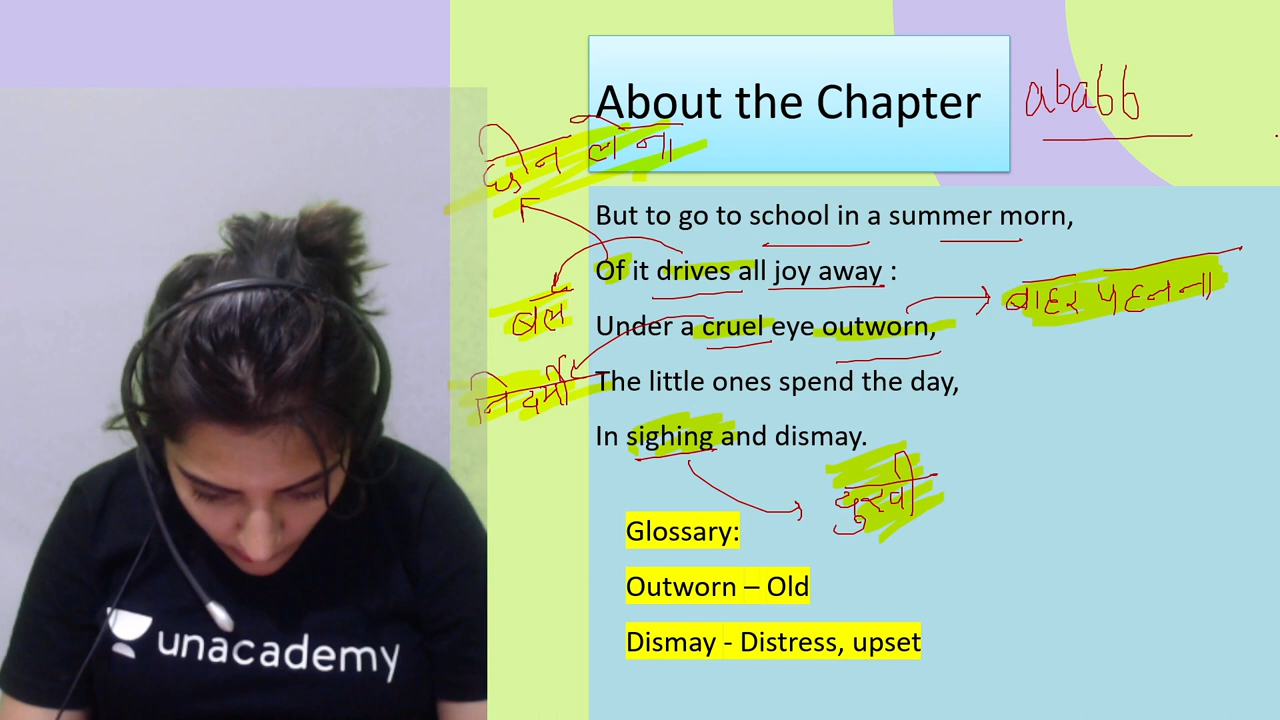 About the Chapter
ababb
छीन लेना
But to go to school in a summer morn,
Of it drives all joy away :
बल
बाहर पहनना
Under a cruel eye outworn,
निर्दयी
The little ones spend the day,
In sighing and dismay.
दुखी
Glossary:
Outworn – Old
Dismay - Distress, upset
unacademy